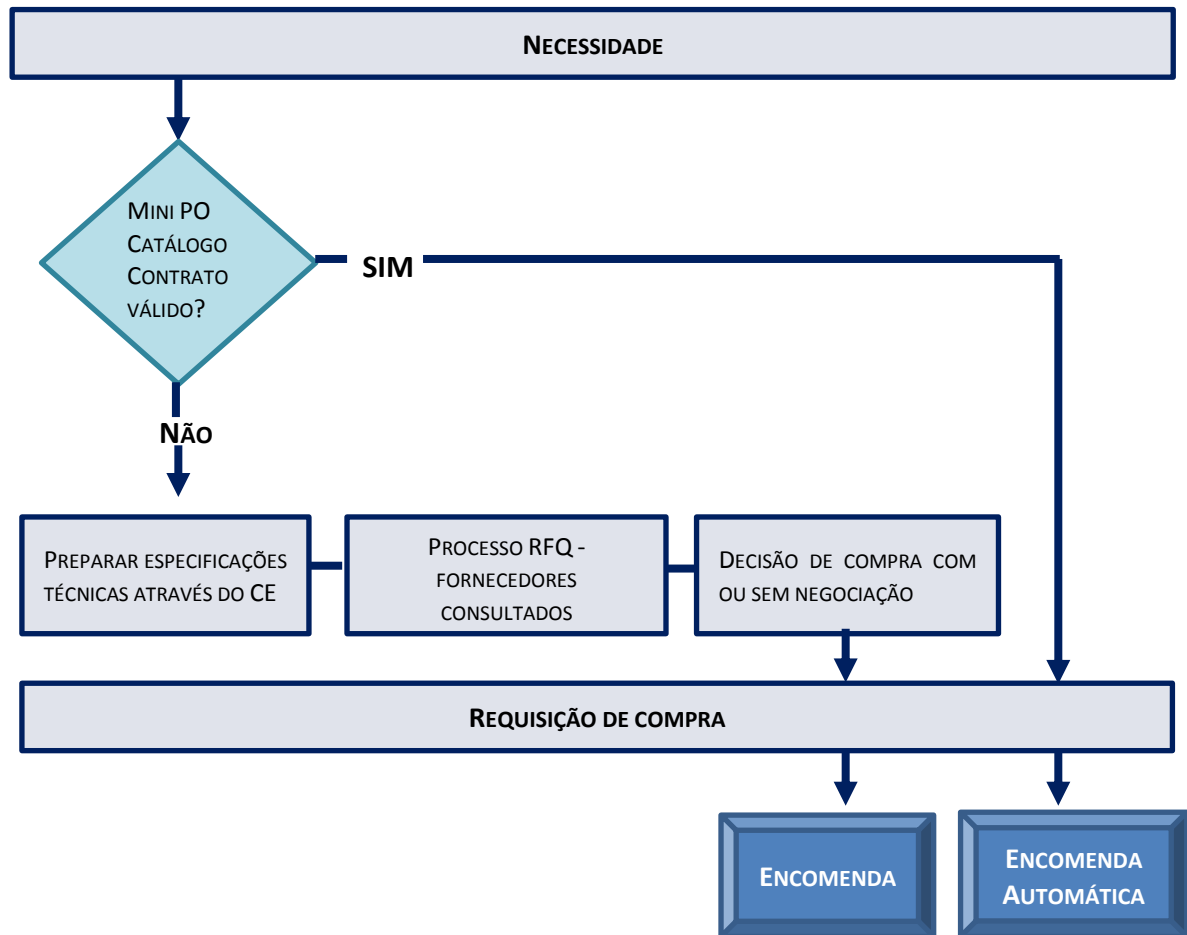 NECESSIDADE
MINI PO
CATÁLOGO
CONTRATO
VÁLIDO?
SIM
NÃO
PREPARAR ESPECIFICAÇÕES
TÉCNICAS ATRAVÉS DO CE
PROCESSO RFQ -
FORNECEDORES
CONSULTADOS
DECISÃO DE COMPRA COM
OU SEM NEGOCIAÇÃO
REQUISIÇÃO DE COMPRA
ENCOMENDA
ENCOMENDA
AUTOMÁTICA